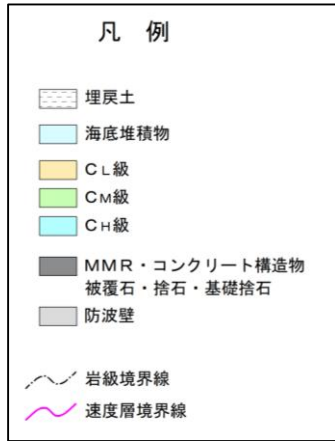 凡 例
埋戻土
海底堆積物
CL級
CM級
CH級
MMR・コンクリート構造物
被覆石・捨石・基礎捨石
防波壁
岩級境界線
速度層境界線